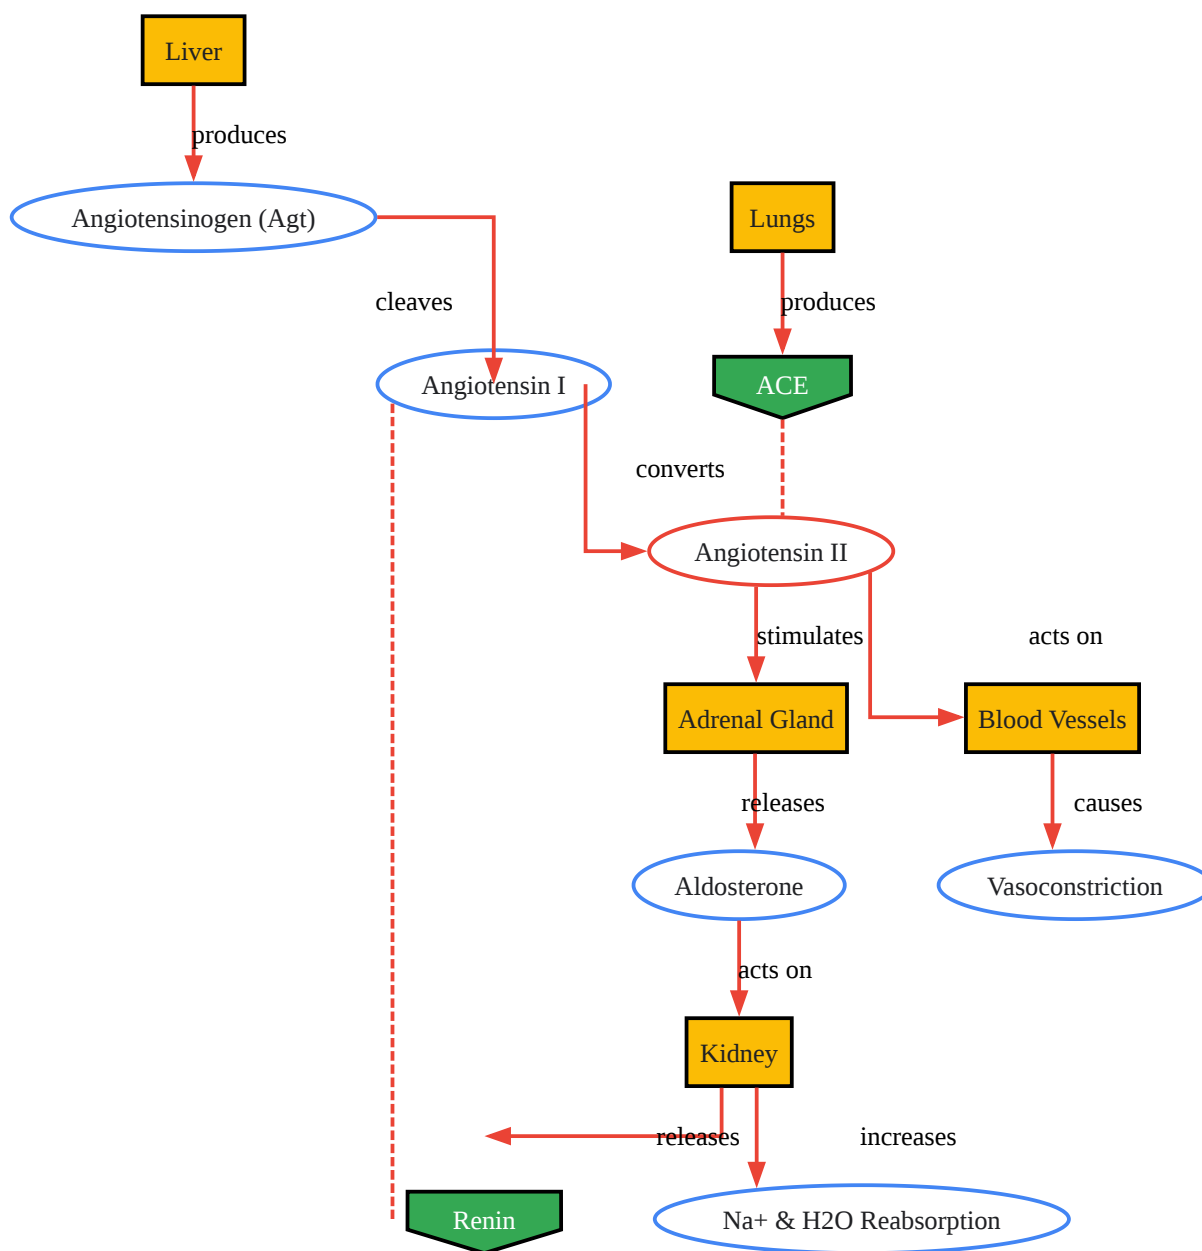 Liver
produces
Angiotensinogen (Agt)
Lungs
cleaves
produces
Angiotensin I
ACE
converts
Angiotensin II
stimulates
acts on
Adrenal Gland
Blood Vessels
releases
causes
Aldosterone
Vasoconstriction
acts on
Kidney
releases
increases
Renin
Na+ & H2O Reabsorption